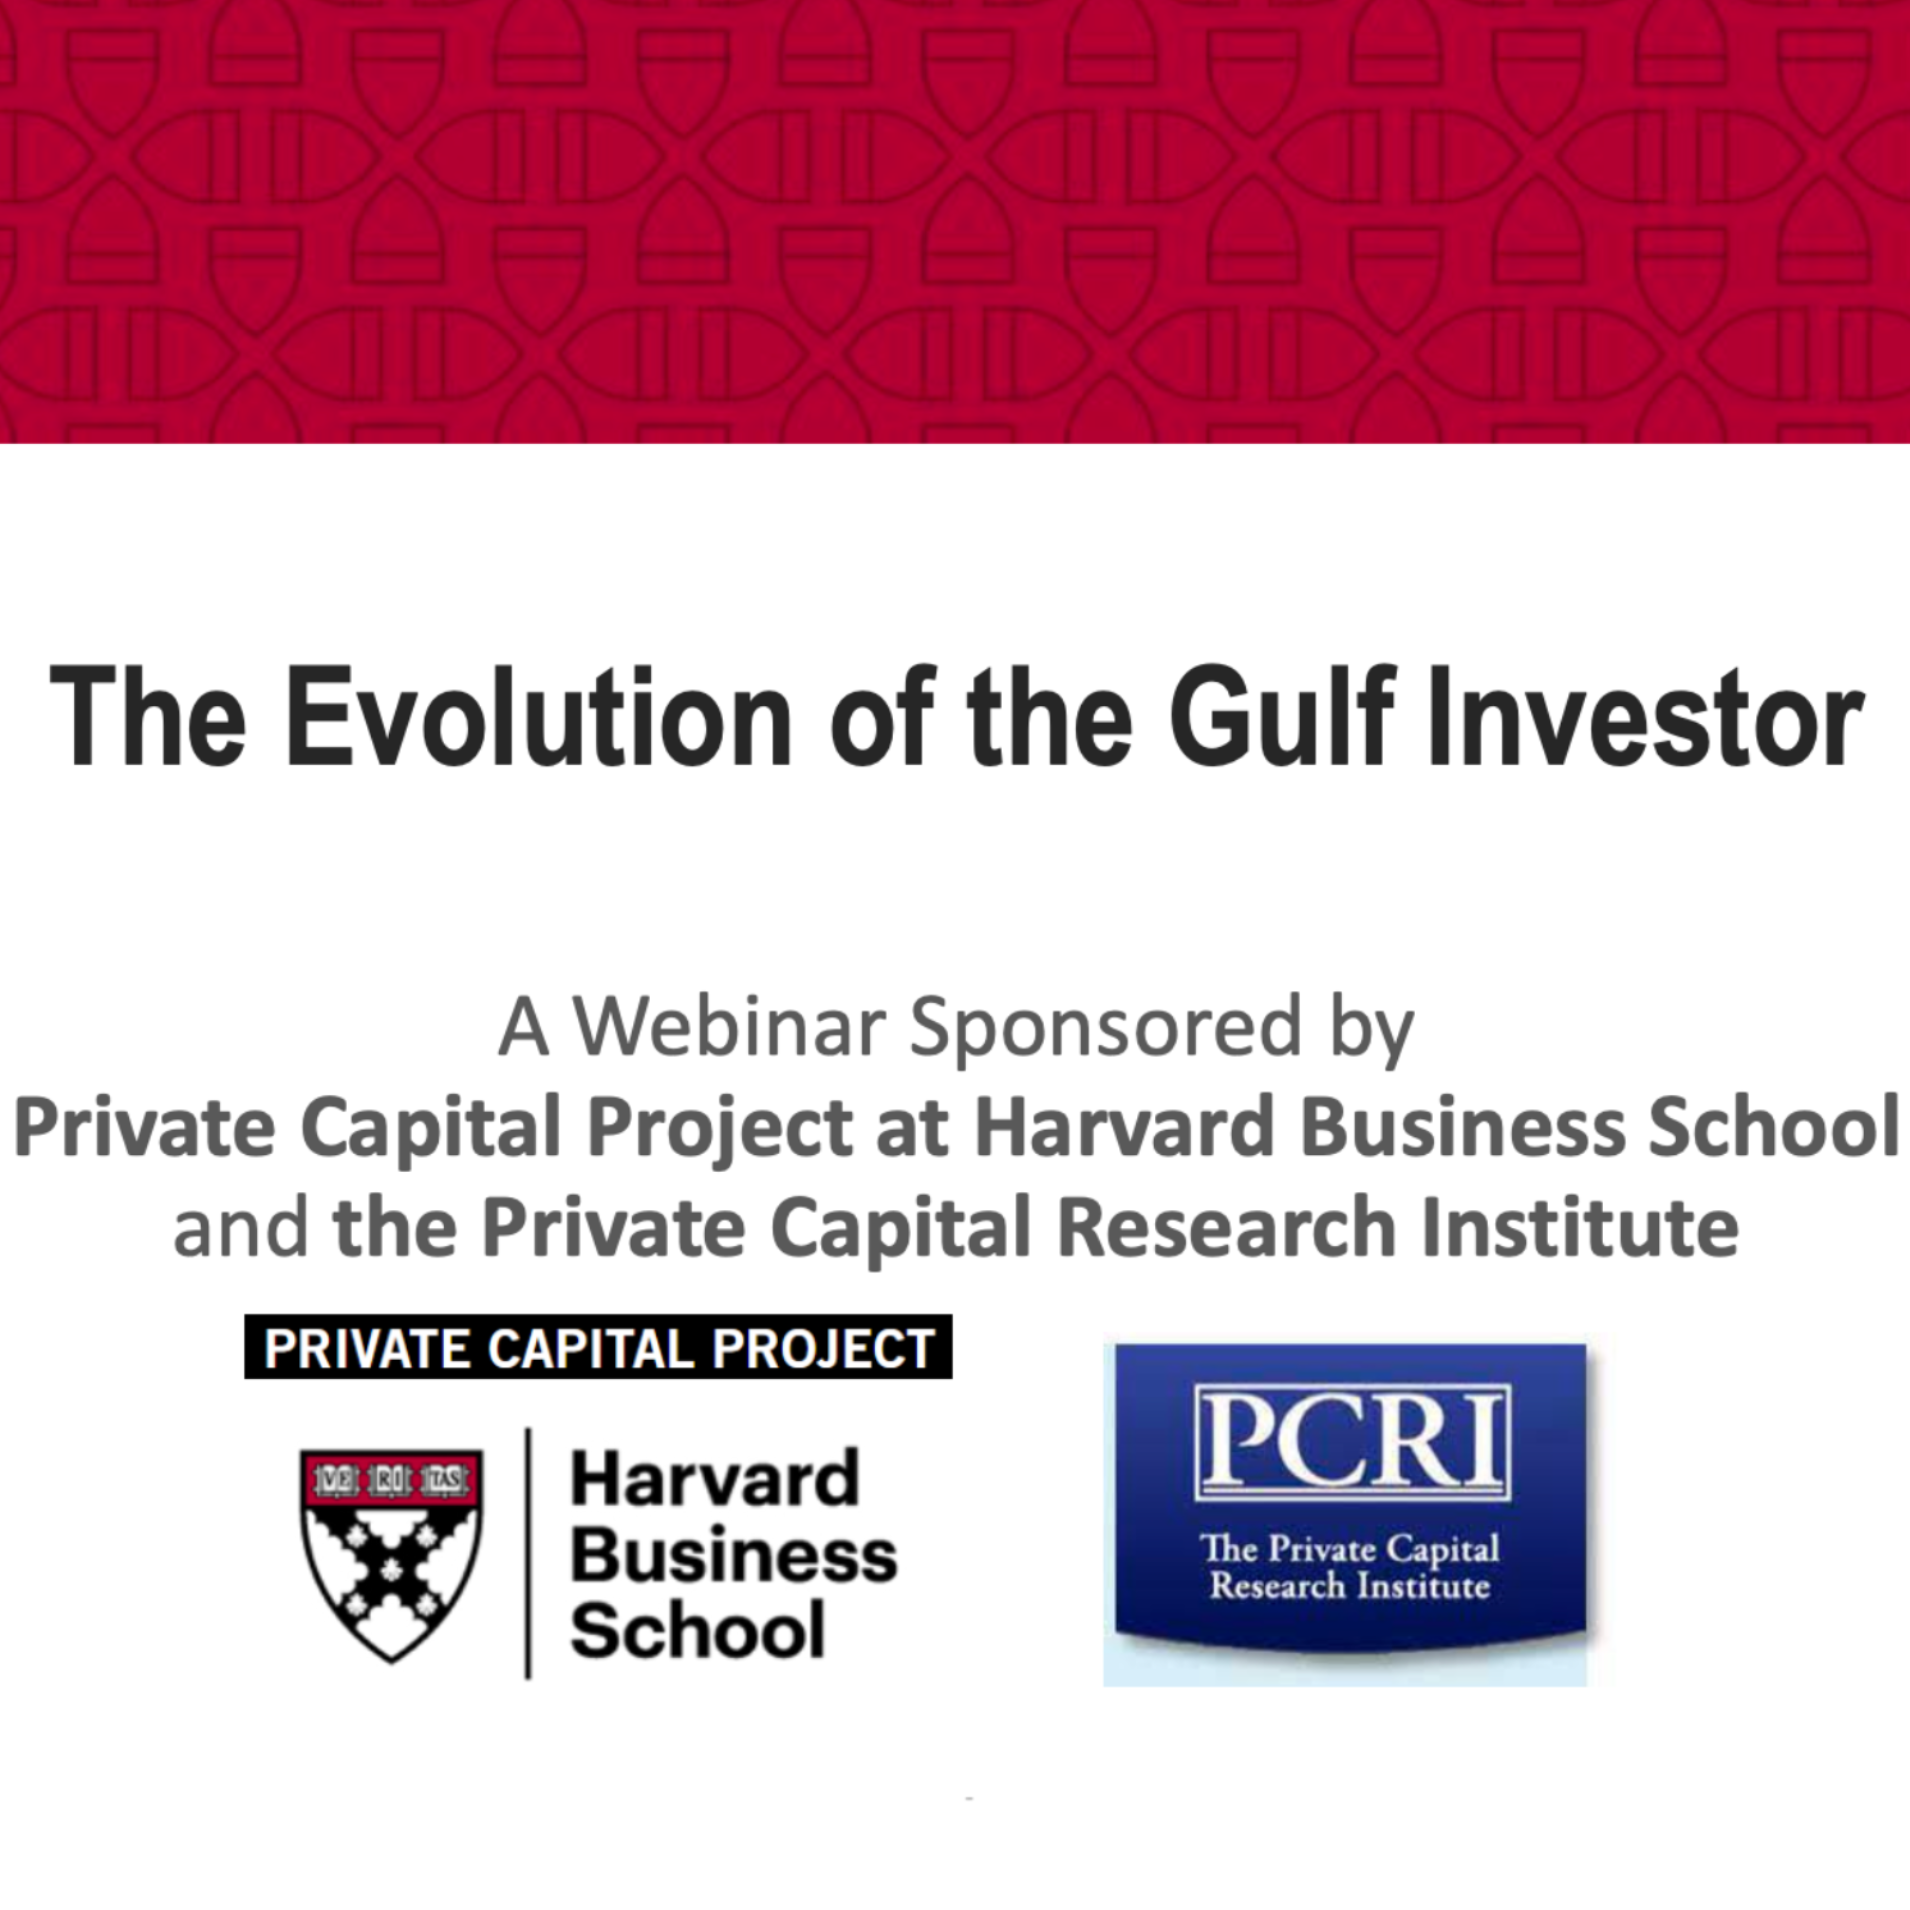 The Evolution of the Gulf Investor
A Webinar Sponsored by
Private Capital Project at Harvard Business School
and the Private Capital Research Institute
PRIVATE CAPITAL PROJECT
VE RI TAS
Harvard
Business
School
PCRI
The Private Capital
Research Institute